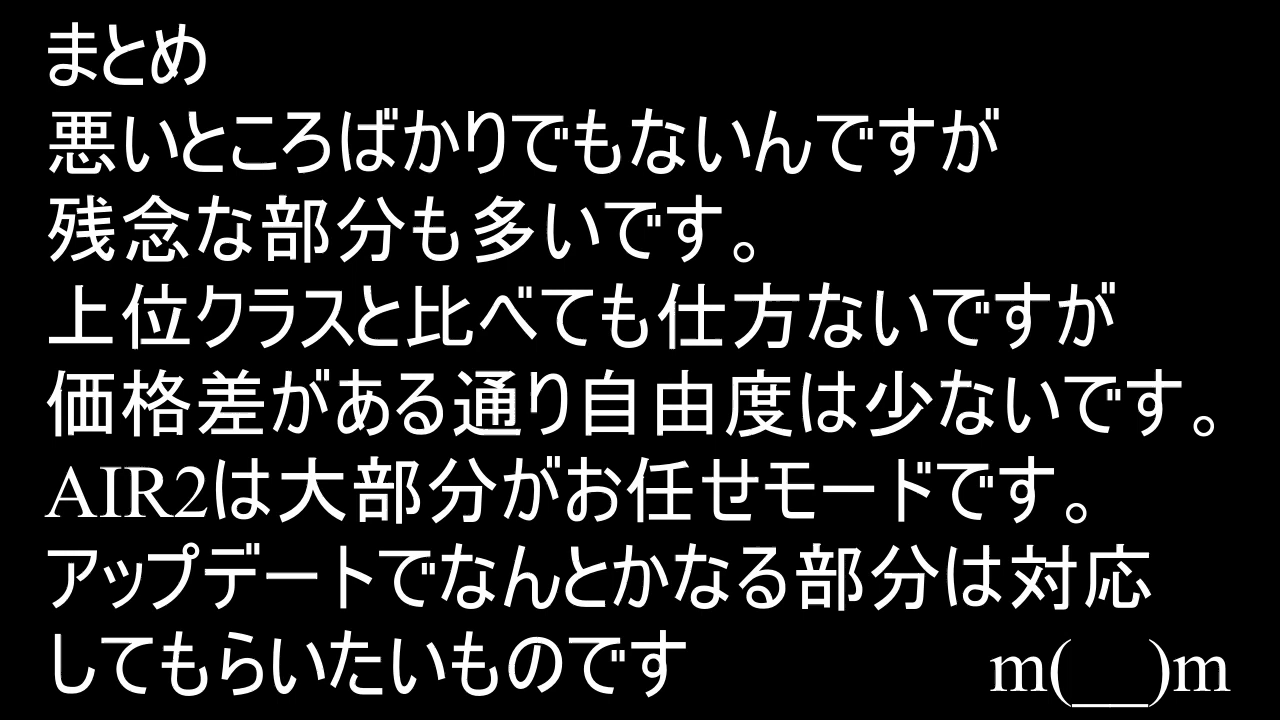 まとめ
悪いところばかりでもないんですが
残念な部分も多いです。
上位クラスと比べても仕方ないですが
価格差がある通り自由度は少ないです。
AIR2は大部分がお任せモードです。
アップデートでなんとかなる部分は対応
してもらいたいものです m(__)m